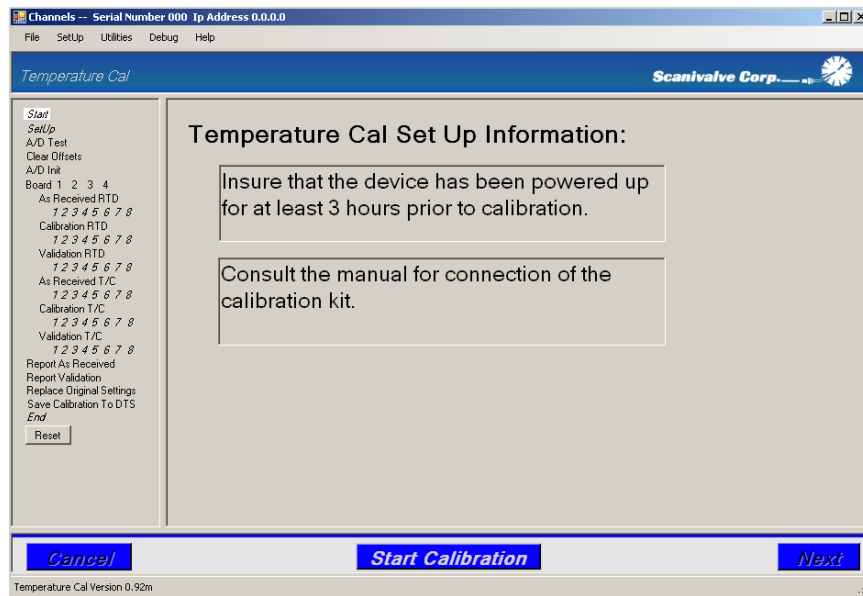 Channels -- Serial Number 000 Ip Address 0.0.0.0
File SetUp Utilities Debug Help
Temperature Cal
Scanivalve Corp.
Start
SetUp
A/D Test
Clear Offsets
A/D Init
Board 1 2 3 4
As Received RTD
1 2 3 4 5 6 7 8
Calibration RTD
1 2 3 4 5 6 7 8
Validation RTD
1 2 3 4 5 6 7 8
As Received T/C
1 2 3 4 5 6 7 8
Calibration T/C
1 2 3 4 5 6 7 8
Validation T/C
1 2 3 4 5 6 7 8
Report As Received
Report Validation
Replace Original Settings
Save Calibration To DTS
End
Reset
Temperature Cal Set Up Information:
Insure that the device has been powered up
for at least 3 hours prior to calibration.
Consult the manual for connection of the
calibration kit.
Cancel
Start Calibration
Next
Temperature Cal Version 0.92m